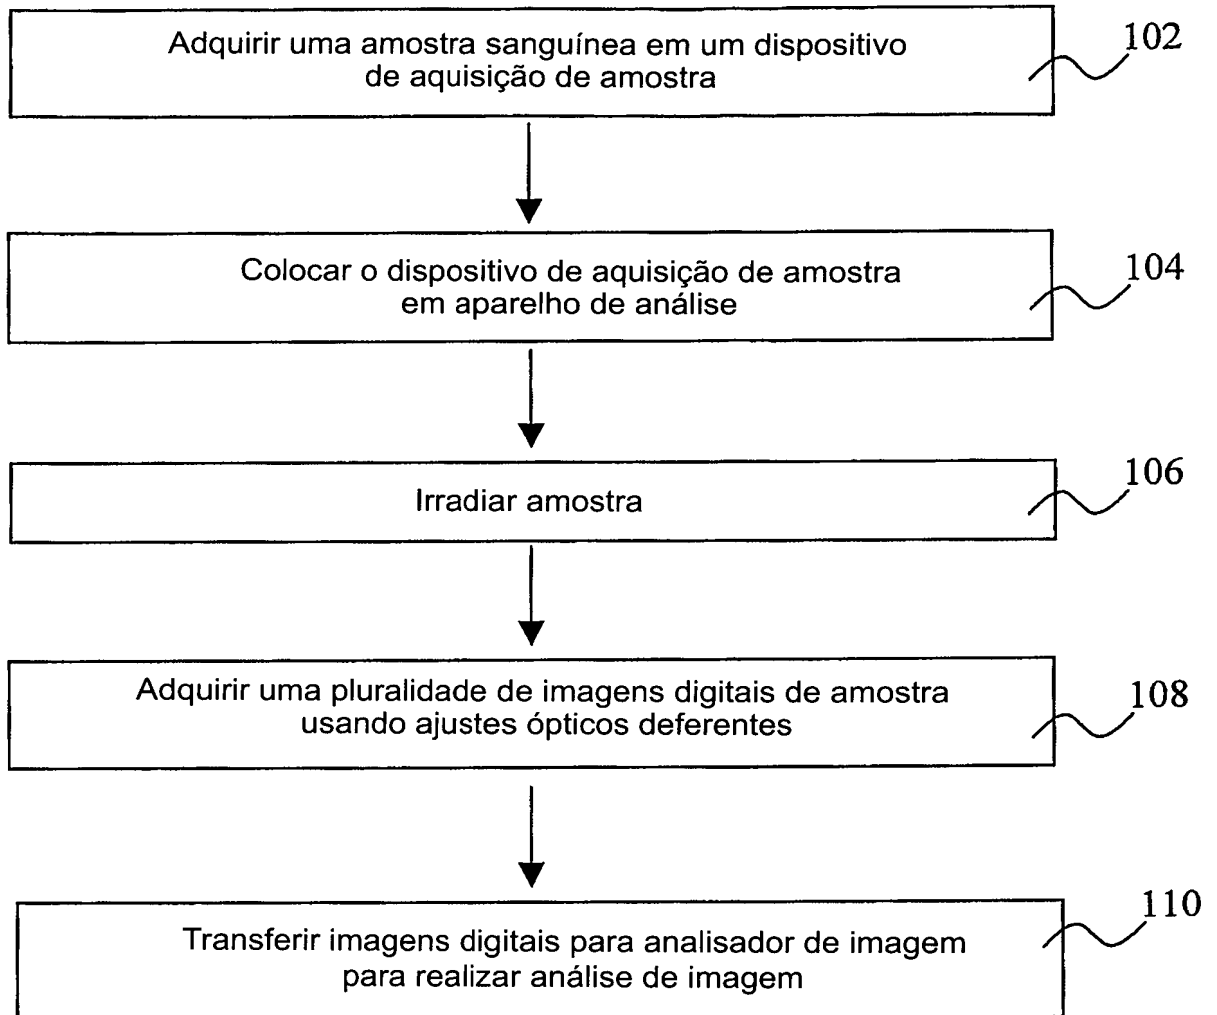 Adquirir uma amostra sanguínea em um dispositivo
de aquisição de amostra
102
Colocar o dispositivo de aquisição de amostra
em aparelho de análise
104
Irradiar amostra
106
Adquirir uma pluralidade de imagens digitais de amostra
usando ajustes ópticos deferentes
108
Transferir imagens digitais para analisador de imagem
para realizar análise de imagem
110